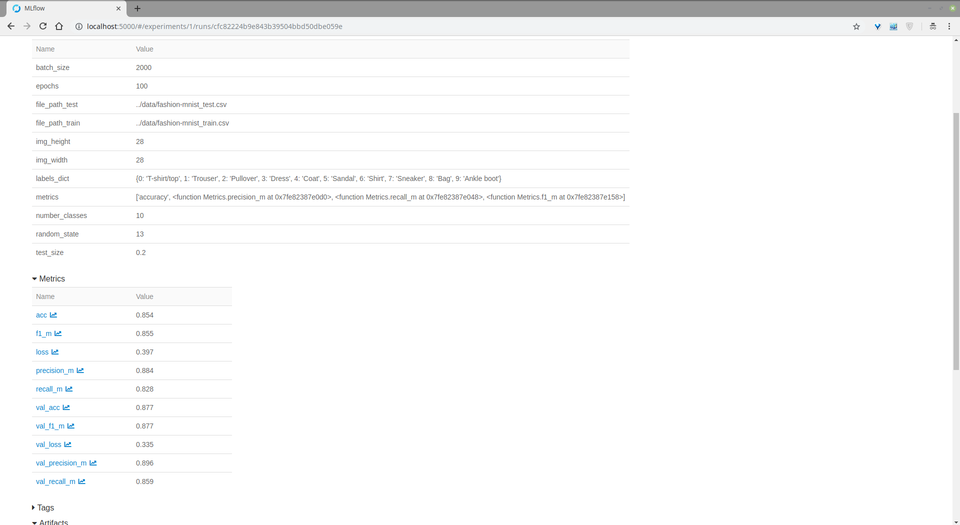 MLflow
localhost:5000/#/experiments/1/runs/cfc82224b9e843b39504bbd50dbe059e
Name Value
batch_size 2000
epochs 100
file_path_test ../data/fashion-mnist_test.csv
file_path_train ../data/fashion-mnist_train.csv
img_height 28
img_width 28
labels_dict {0: 'T-shirt/top', 1: 'Trouser', 2: 'Pullover', 3: 'Dress', 4: 'Coat', 5: 'Sandal', 6: 'Shirt', 7: 'Sneaker', 8: 'Bag', 9: 'Ankle boot'}
metrics ['accuracy', <function Metrics.precision_m at 0x7fe82387e0d0>, <function Metrics.recall_m at 0x7fe82387e048>, <function Metrics.f1_m at 0x7fe82387e158>]
number_classes 10
random_state 13
test_size 0.2
Metrics
Name Value
acc 0.854
f1_m 0.855
loss 0.397
precision_m 0.884
recall_m 0.828
val_acc 0.877
val_f1_m 0.877
val_loss 0.335
val_precision_m 0.896
val_recall_m 0.859
Tags
Artifacts